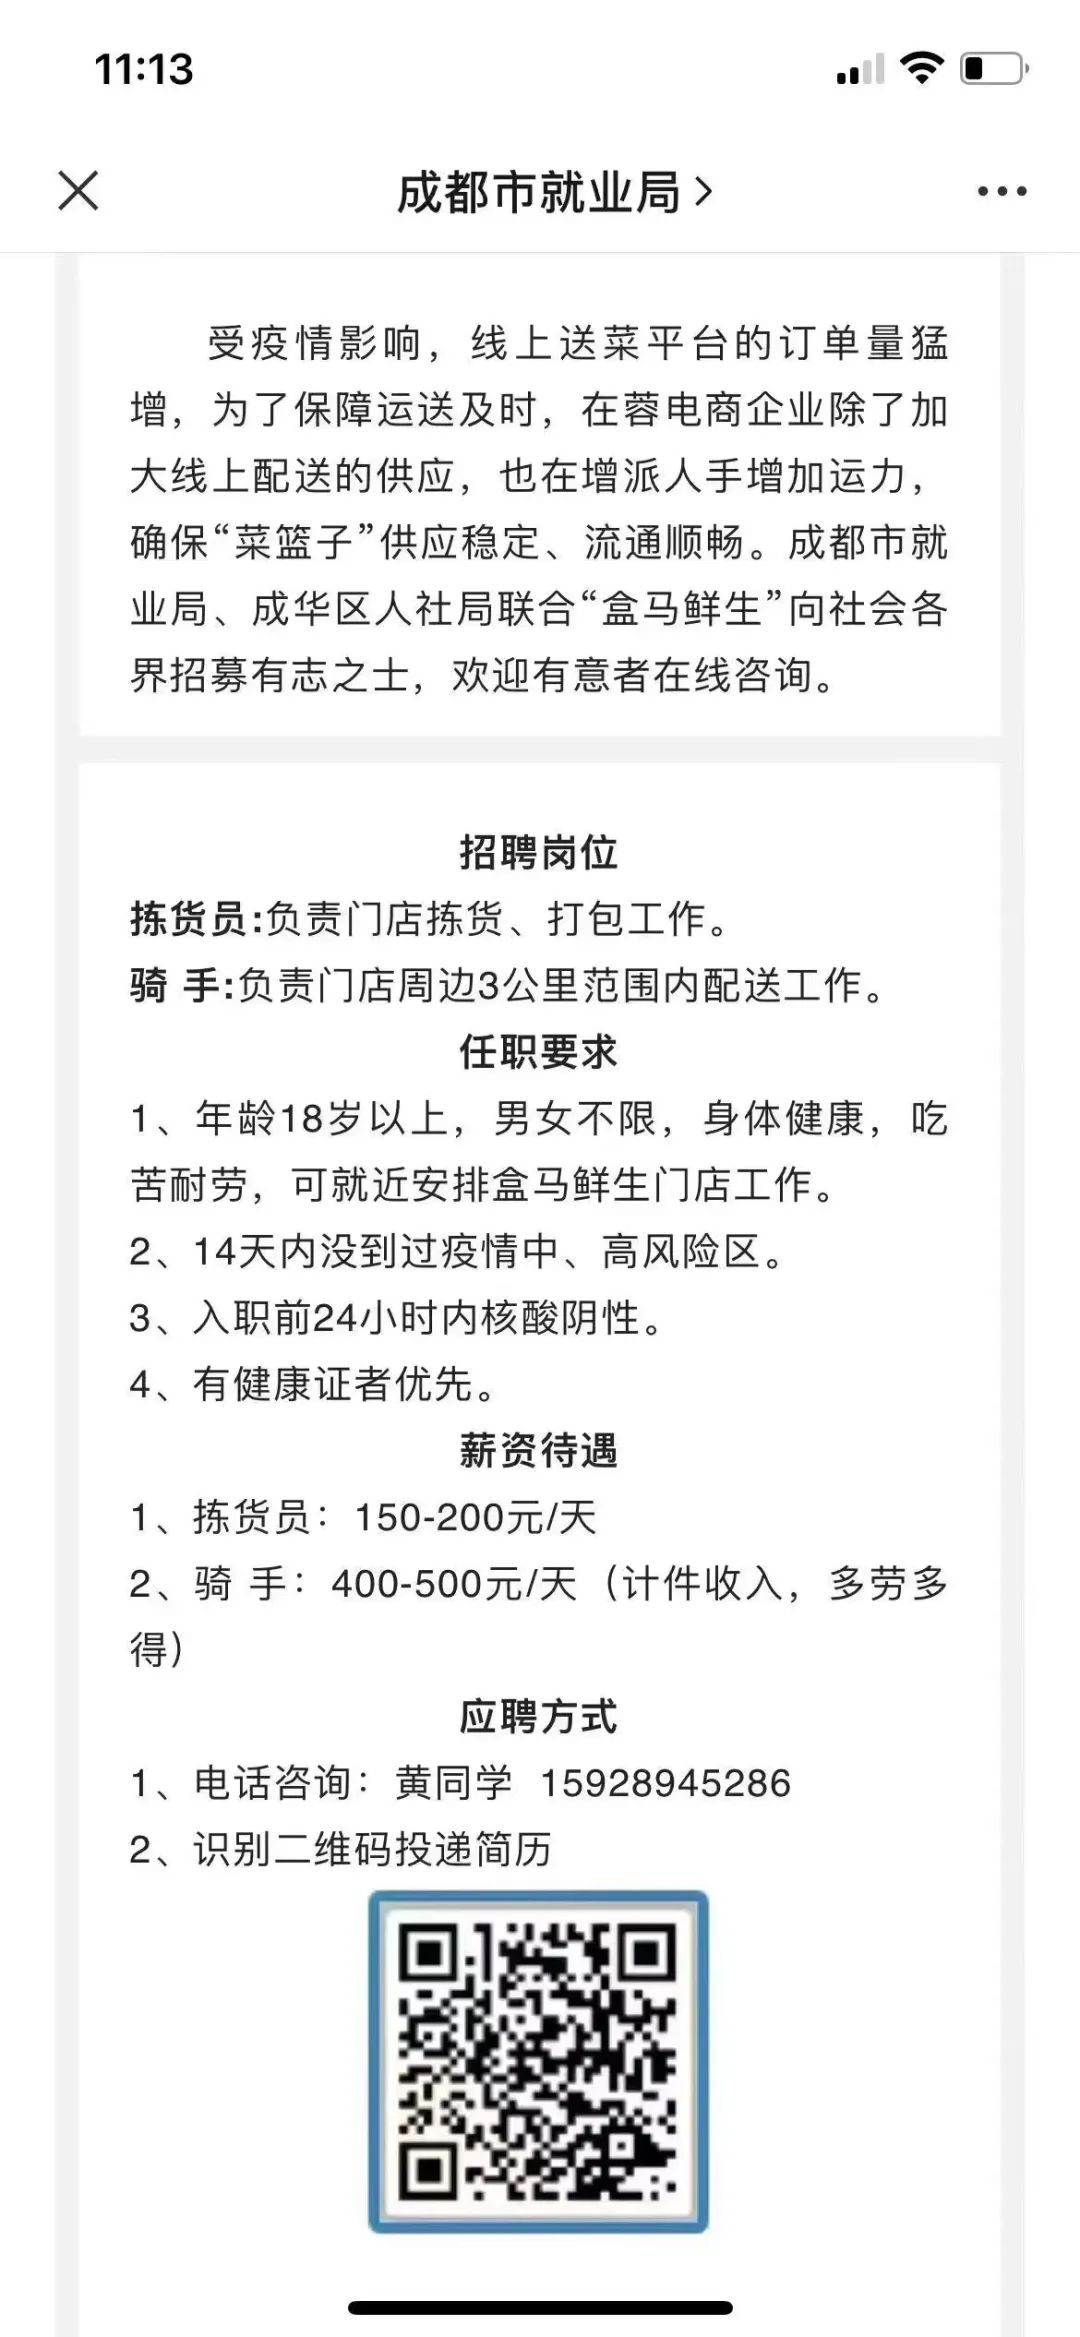 11:13
成都市就业局
受疫情影响，线上送菜平台的订单量猛
增，为了保障运送及时，在蓉电商企业除了加
大线上配送的供应，也在增派人手增加运力，
确保“菜篮子”供应稳定、流通顺畅。成都市就
业局、成华区人社局联合“盒马鲜生”向社会各
界招募有志之士，欢迎有意者在线咨询。
招聘岗位
拣货员:负责门店拣货、打包工作。
骑 手:负责门店周边3公里范围内配送工作。
任职要求
1、年龄18岁以上，男女不限，身体健康，吃
苦耐劳，可就近安排盒马鲜生门店工作。
2、14天内没到过疫情中、高风险区。
3、入职前24小时内核酸阴性。
4、有健康证者优先。
薪资待遇
1、拣货员：150-200元/天
2、骑 手：400-500元/天（计件收入，多劳多
得）
应聘方式
1、电话咨询：黄同学 15928945286
2、识别二维码投递简历